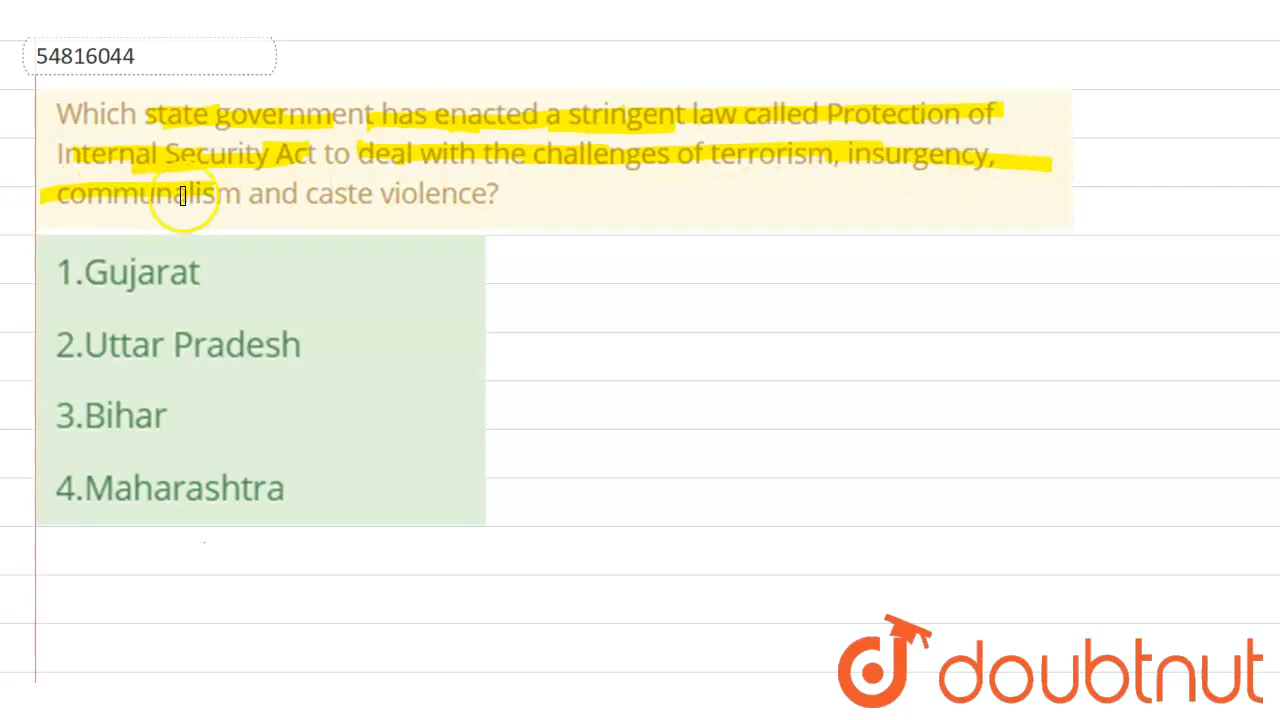 54816044
Which state government has enacted a stringent law called Protection of
Internal Security Act to deal with the challenges of terrorism, insurgency,
communalism and caste violence?
1.Gujarat
2.Uttar Pradesh
3.Bihar
4.Maharashtra
doubtnut